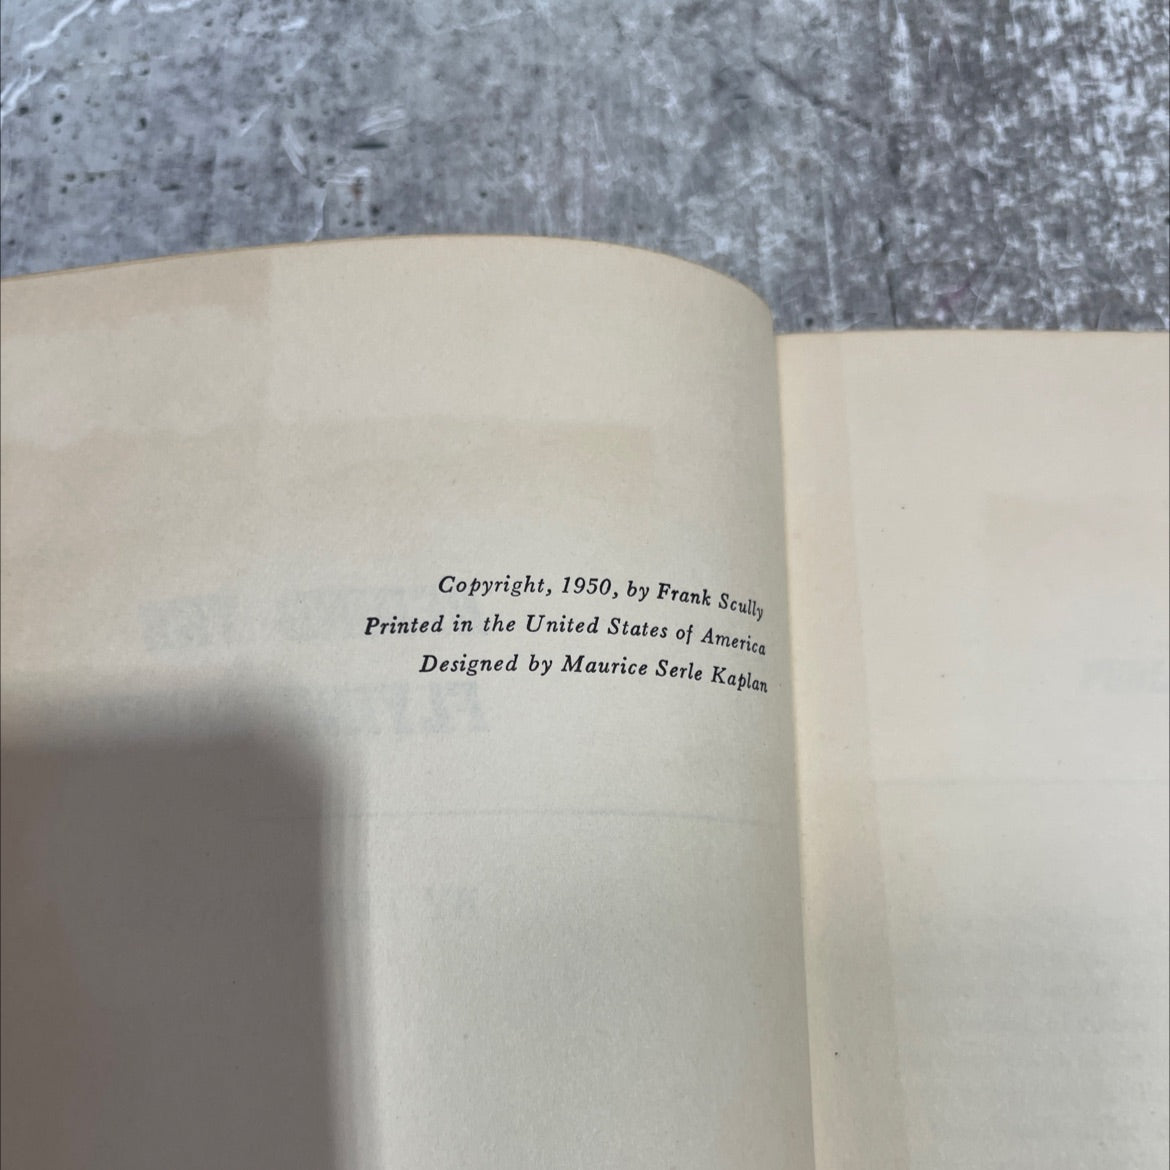 Copyright, 1950, by Frank Scully
Printed in the United States of America
Designed by Maurice Serle Kaplan